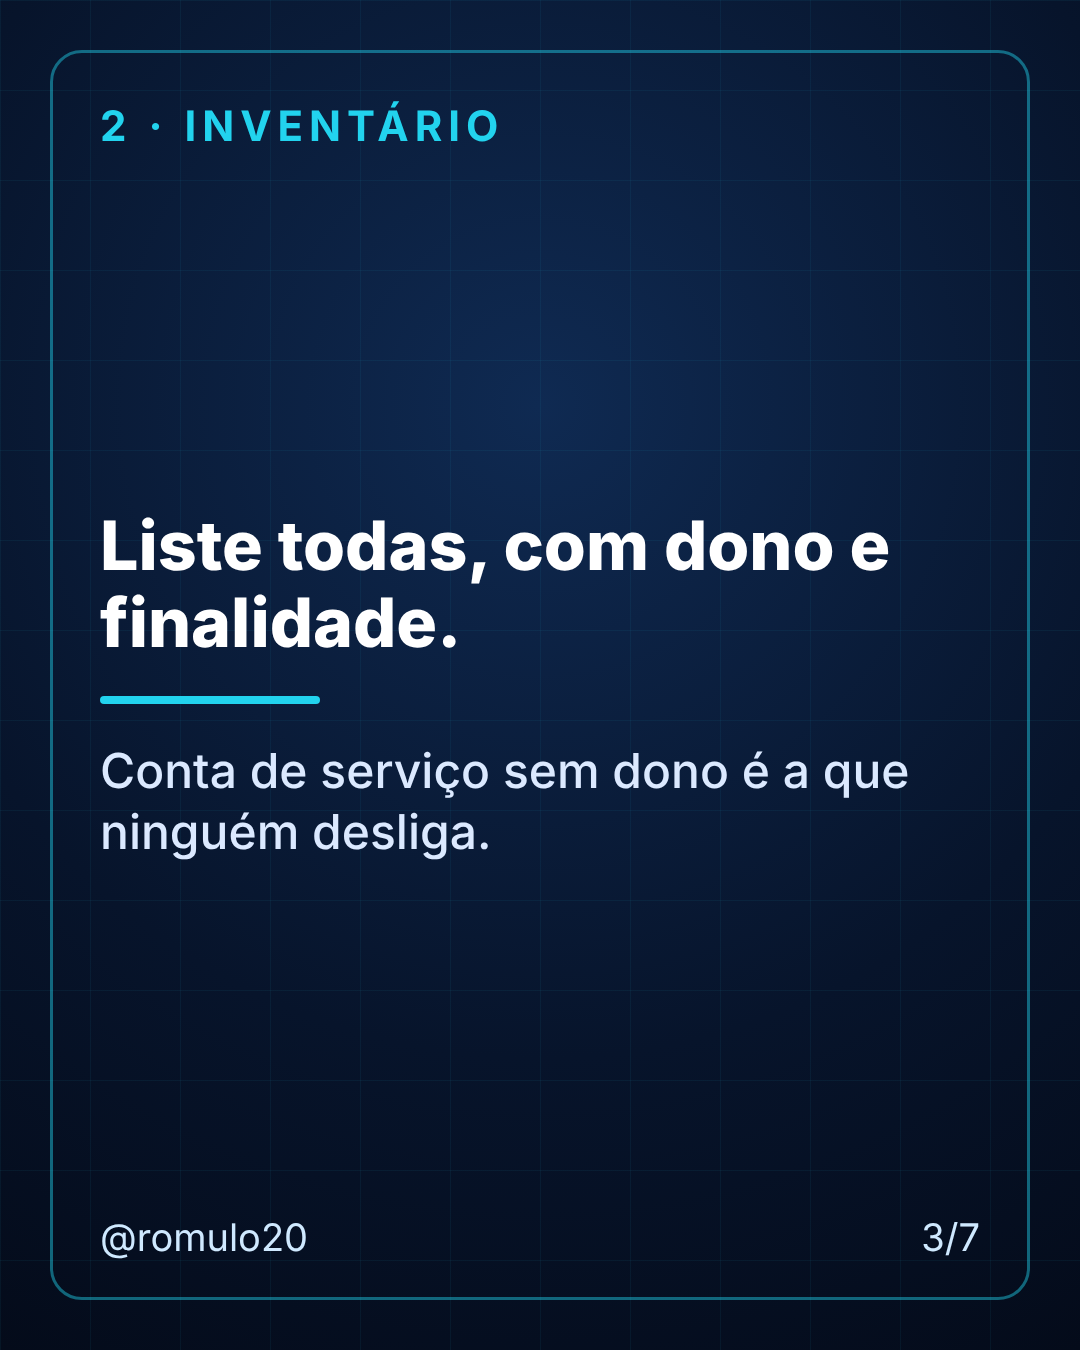 2 · INVENTÁRIO
Liste todas, com dono e
finalidade.
Conta de serviço sem dono é a que
ninguém desliga.
@romulo20
3/7